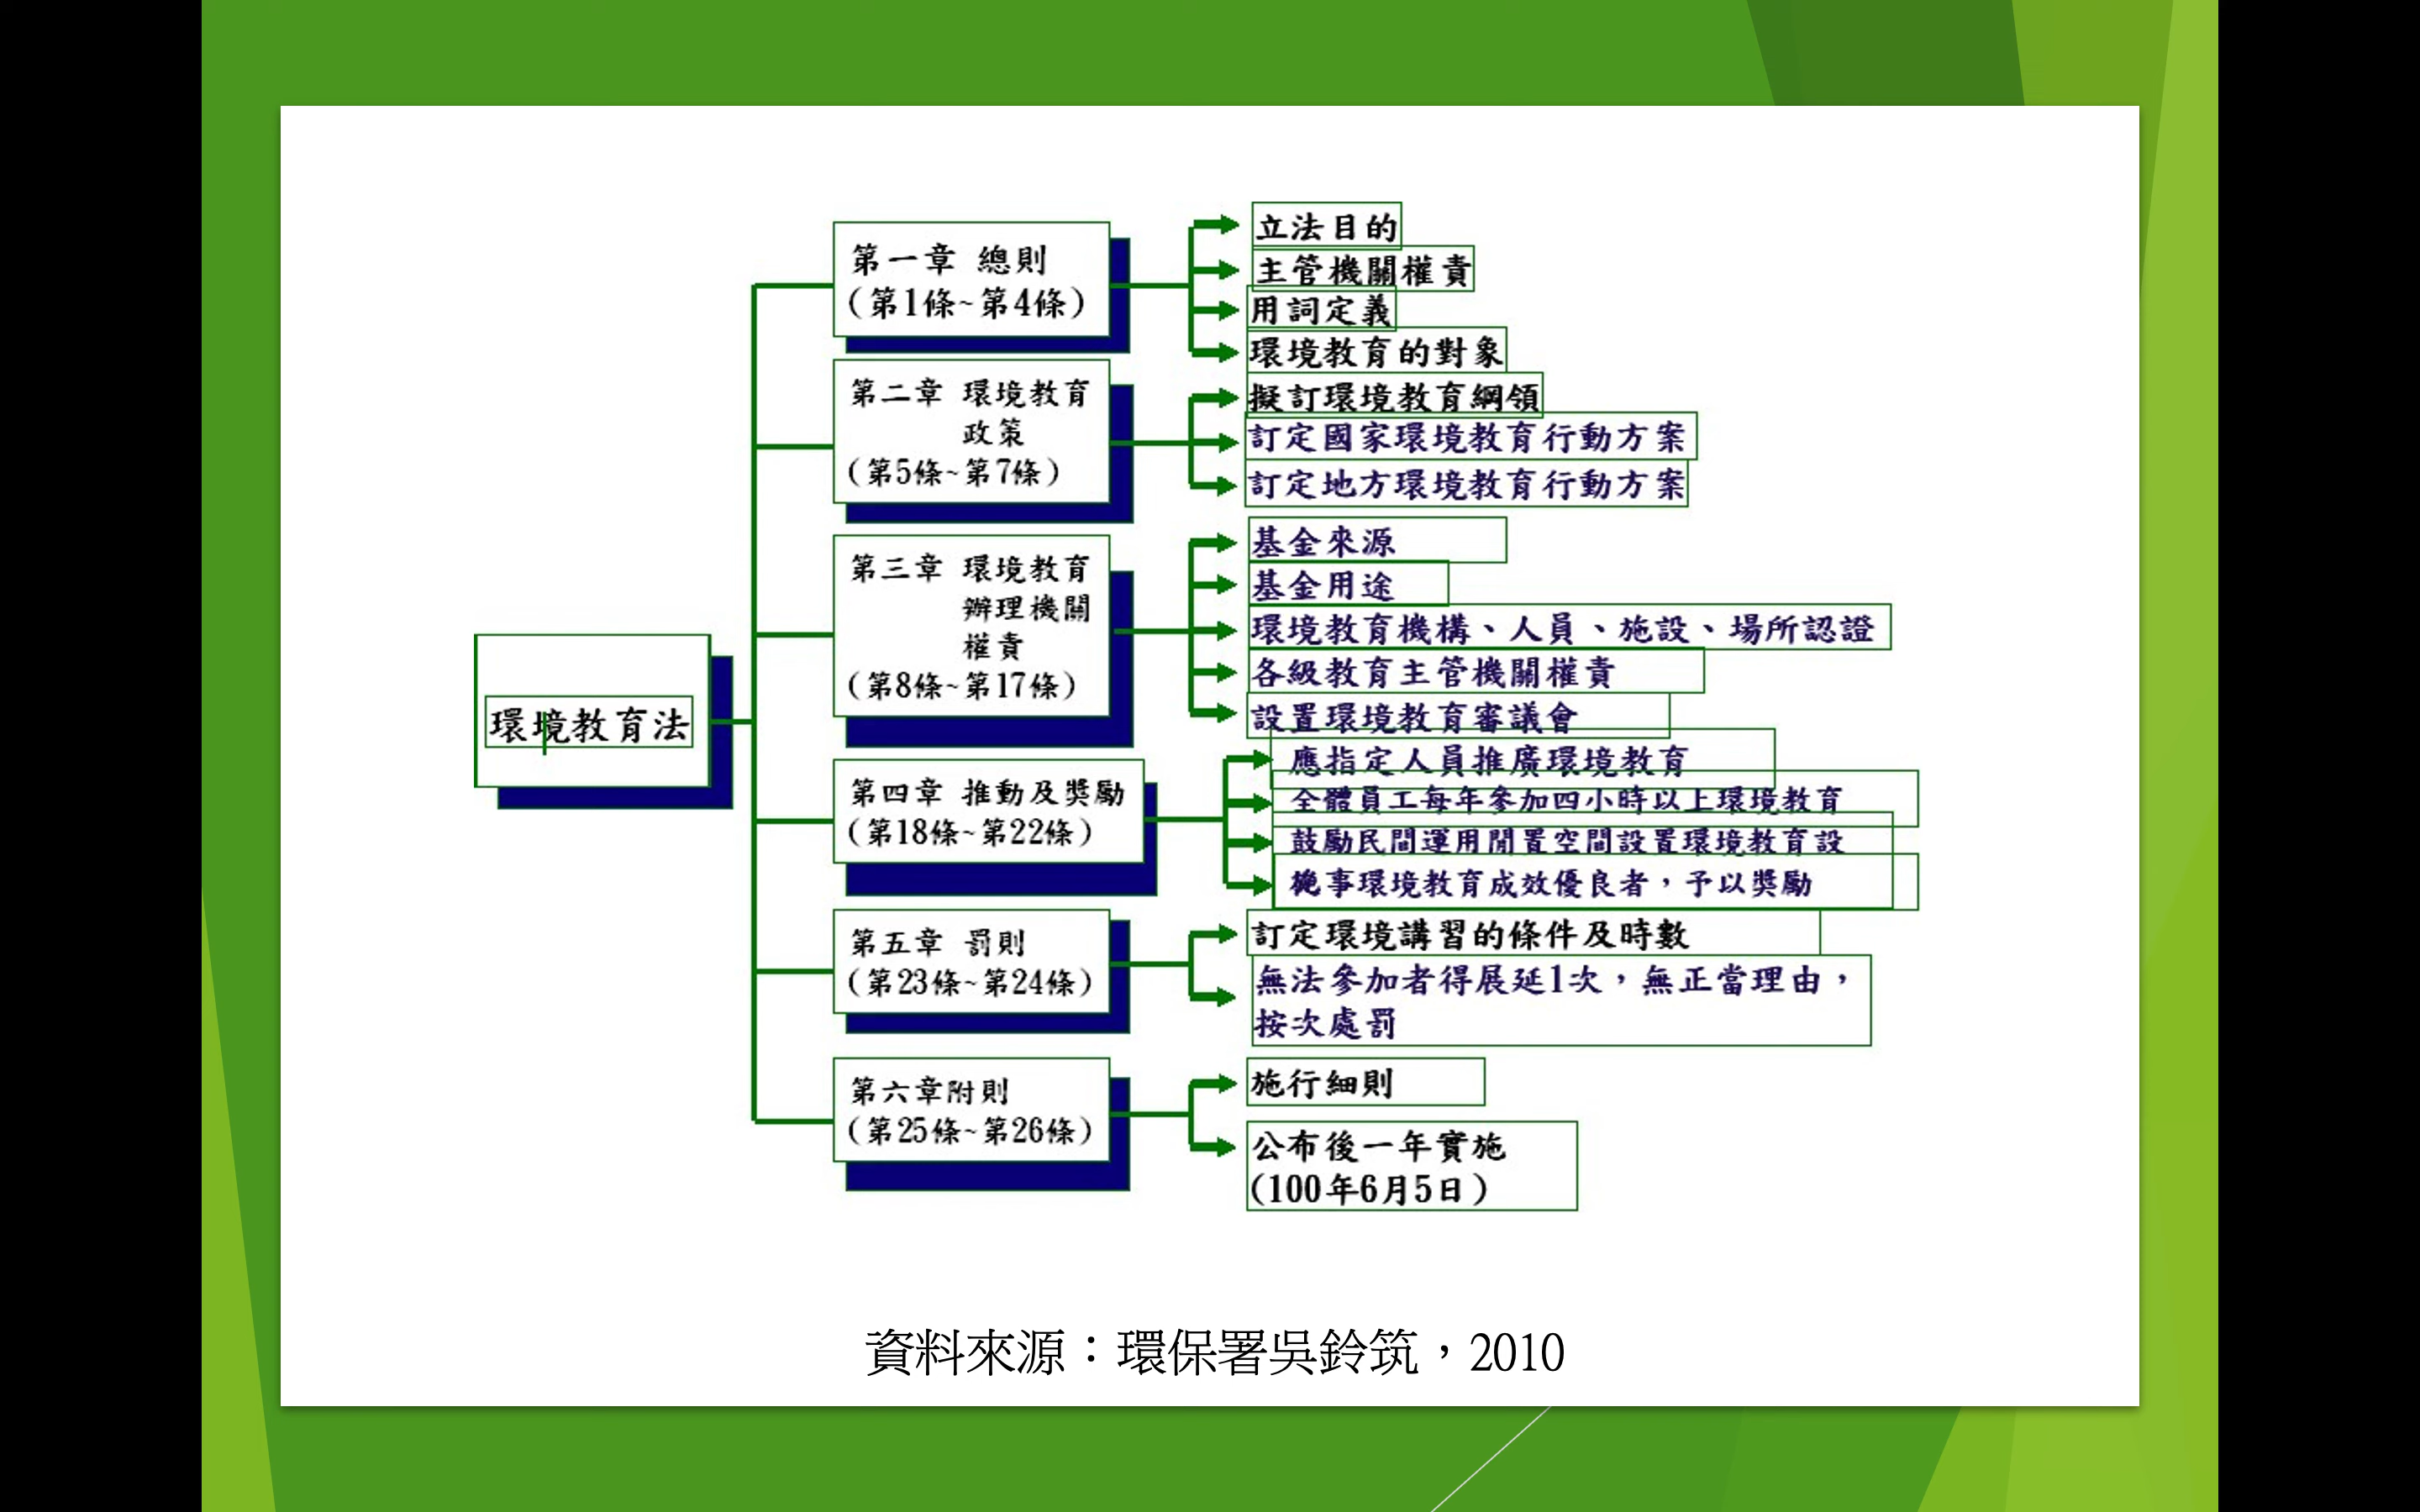 環境教育法
第一章 總則
(第1條~第4條)
立法目的
主管機關權責
用詞定義
環境教育的對象
第二章 環境教育
政策
(第5條~第7條)
擬訂環境教育綱領
訂定國家環境教育行動方案
訂定地方環境教育行動方案
第三章 環境教育
辦理機關
權責
(第8條~第17條)
基金來源
基金用途
環境教育機構、人員、施設、場所認證
各級教育主管機關權責
設置環境教育審議會
第四章 推動及獎勵
(第18條~第22條)
應指定人員推廣環境教育
全體員工每年參加四小時以上環境教育
鼓勵民間運用閒置空間設置環境教育設
事環境教育成效優良者，予以獎勵
第五章 罰則
(第23條~第24條)
訂定環境講習的條件及時數
無法參加者得展延1次，無正當理由，
按次處罰
第六章附則
(第25條~第26條)
施行細則
公布後一年實施
(100年6月5日)
資料來源：環保署吳鈴筑，2010